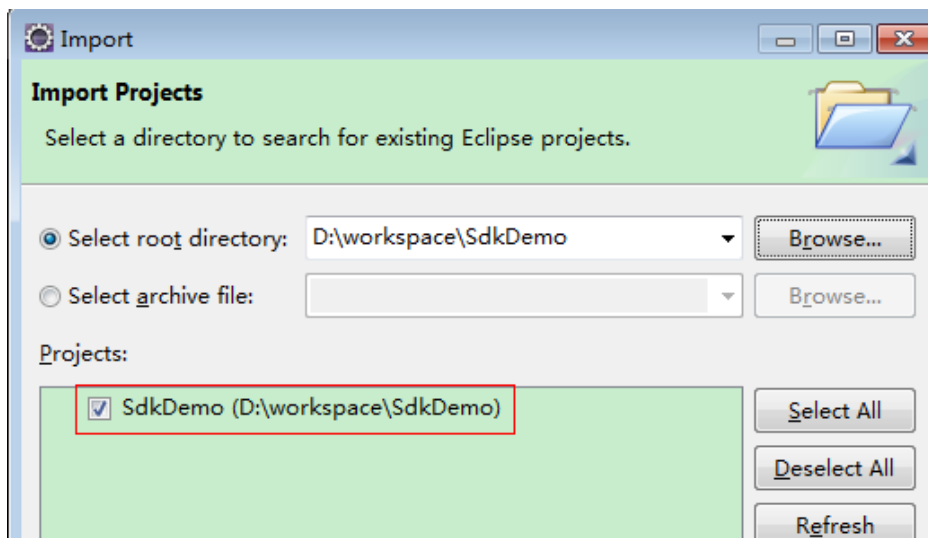 Import
Import Projects
Select a directory to search for existing Eclipse projects.
Select root directory: D:\workspace\SdkDemo Browse...
Select archive file: Browse...
Projects:
SdkDemo (D:\workspace\SdkDemo) Select All
Deselect All
Refresh